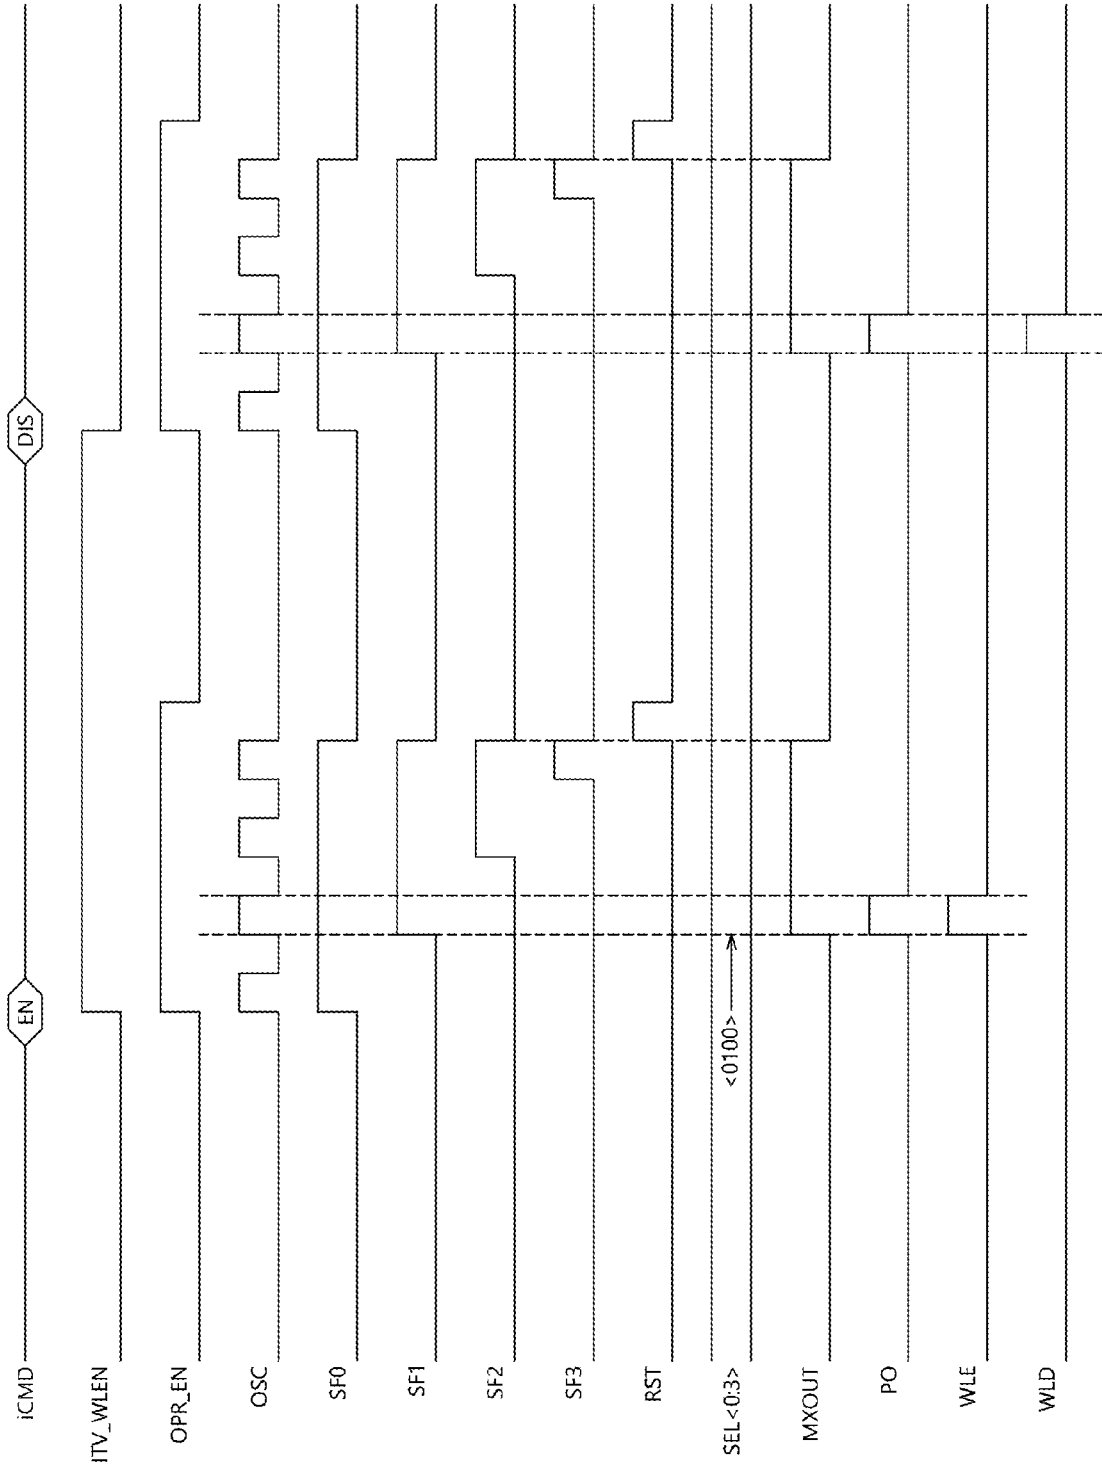 iCMD
EN
DIS
ITV_WLEN
OPR_EN
OSC
SF0
SF1
SF2
SF3
RST
SEL<0:3>
<0100>
MXOUT
PO
WLE
WLD